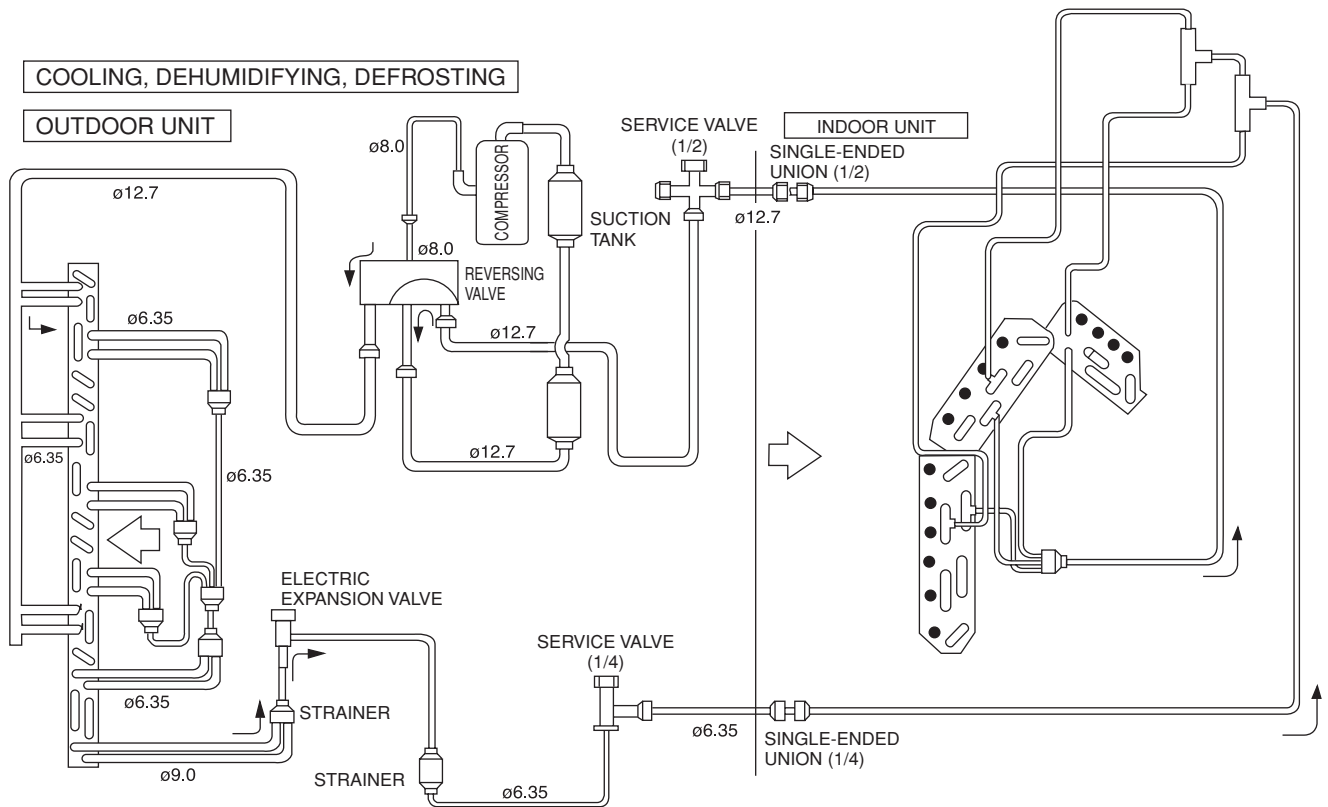 COOLING, DEHUMIDIFYING, DEFROSTING
OUTDOOR UNIT
INDOOR UNIT
SERVICE VALVE
(1/2)
SINGLE-ENDED
UNION (1/2)
ø8.0
COMPRESSOR
ø12.7
SUCTION
TANK
ø12.7
ø8.0
REVERSING
VALVE
ø6.35
ø12.7
ø12.7
ø6.35
ø6.35
ELECTRIC
EXPANSION VALVE
SERVICE VALVE
(1/4)
ø6.35
STRAINER
ø6.35
SINGLE-ENDED
UNION (1/4)
ø9.0
STRAINER
ø6.35